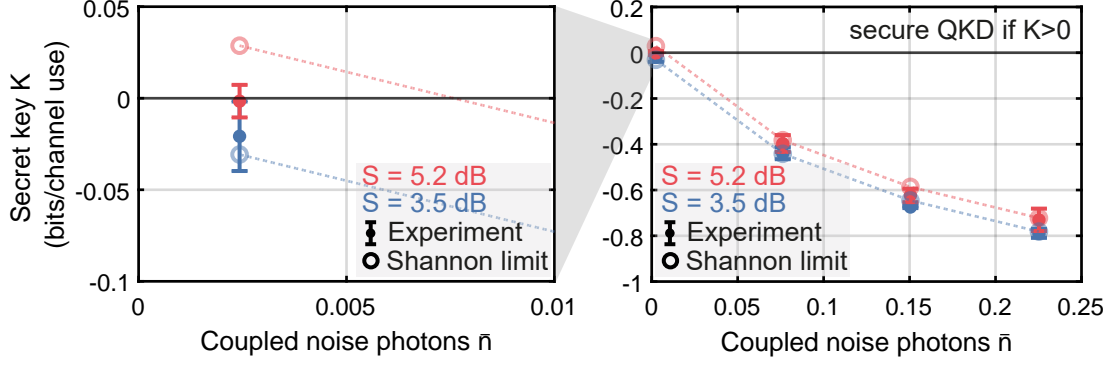 Secret key K
(bits/channel use)
0.05
0
-0.05
-0.1
0
0.005
0.01
Coupled noise photons n̄
S = 5.2 dB
S = 3.5 dB
Experiment
Shannon limit
0.2
0
-0.2
-0.4
-0.6
-0.8
-1
0
0.05
0.1
0.15
0.2
0.25
Coupled noise photons n̄
secure QKD if K>0
S = 5.2 dB
S = 3.5 dB
Experiment
Shannon limit